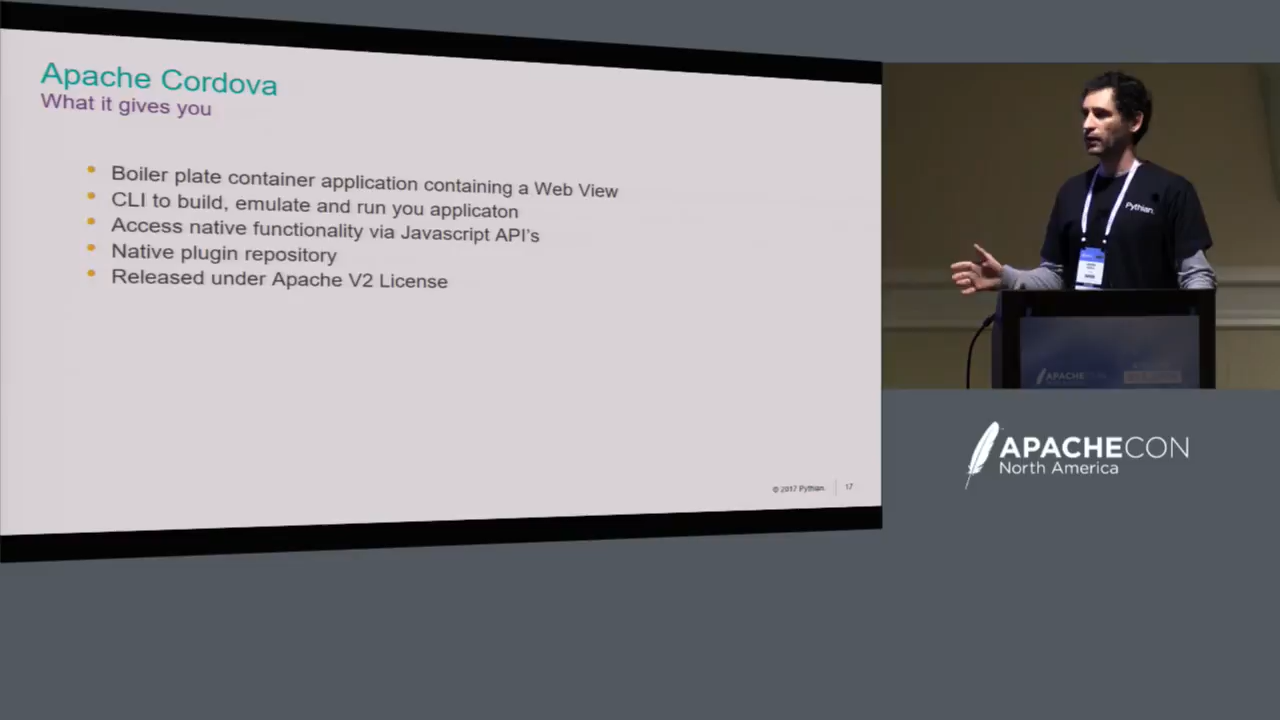 Apache Cordova
What it gives you
• Boiler plate container application containing a Web View
• CLI to build, emulate and run you applicaton
• Access native functionality via Javascript API's
• Native plugin repository
• Released under Apache V2 License
© 2017 Pythian. 17
Pythian.
APACHECON
APACHECON
North America